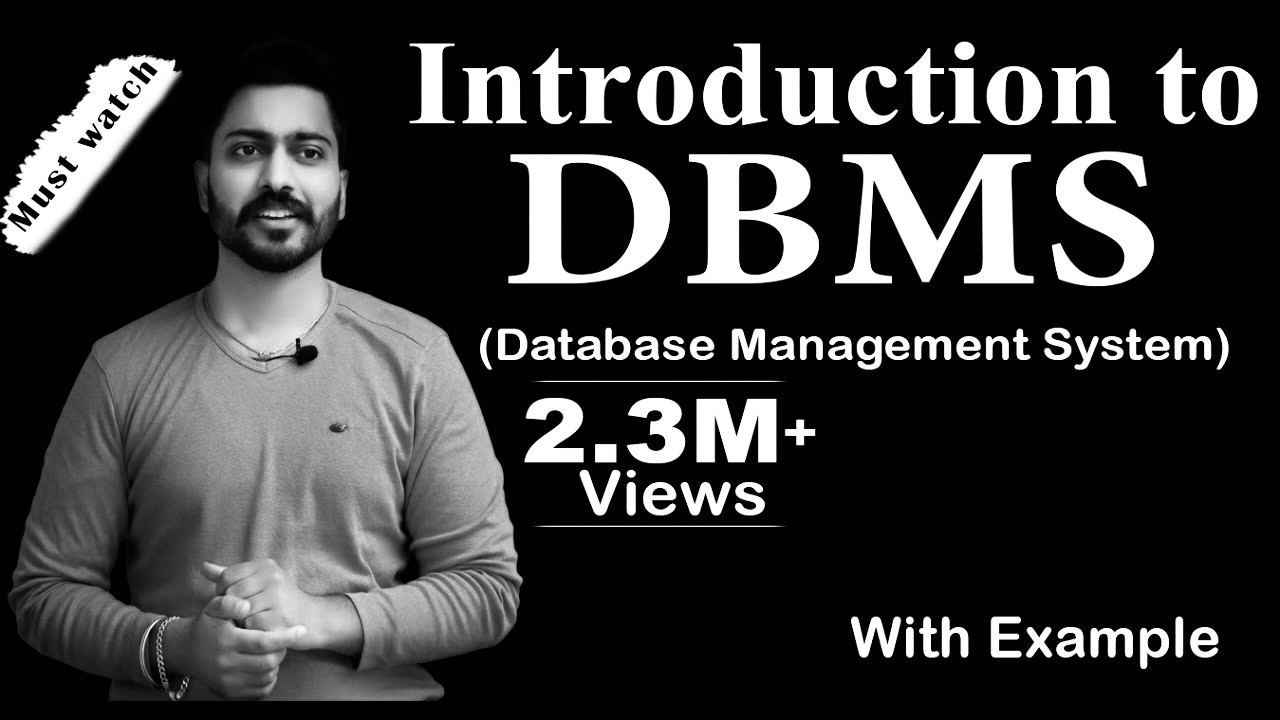 Must watch
Introduction to
DBMS
(Database Management System)
2.3M+
Views
With Example